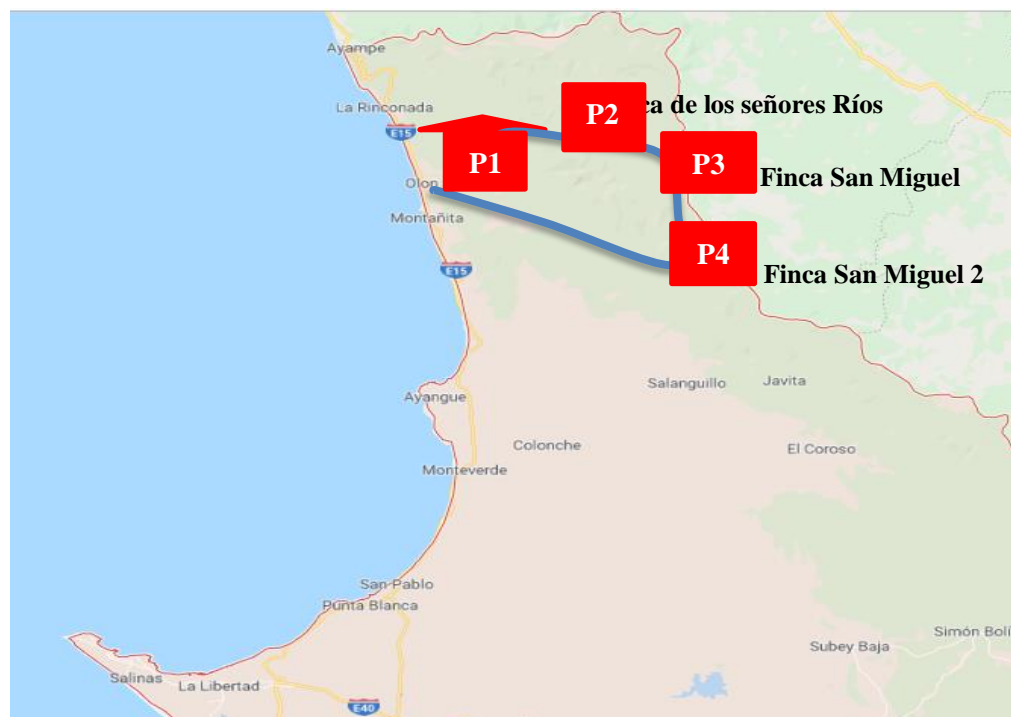 Ayampe
La Rinconada
E15
P2
ca de los señores Ríos
P1
P3
Finca San Miguel
Olon
Montañita
P4
Finca San Miguel 2
E15
Salanguillo
Javita
Ayangue
Colonche
El Coroso
Monteverde
San Pablo
Punta Blanca
Simón Bolí
Subey Baja
Salinas
La Libertad
E40